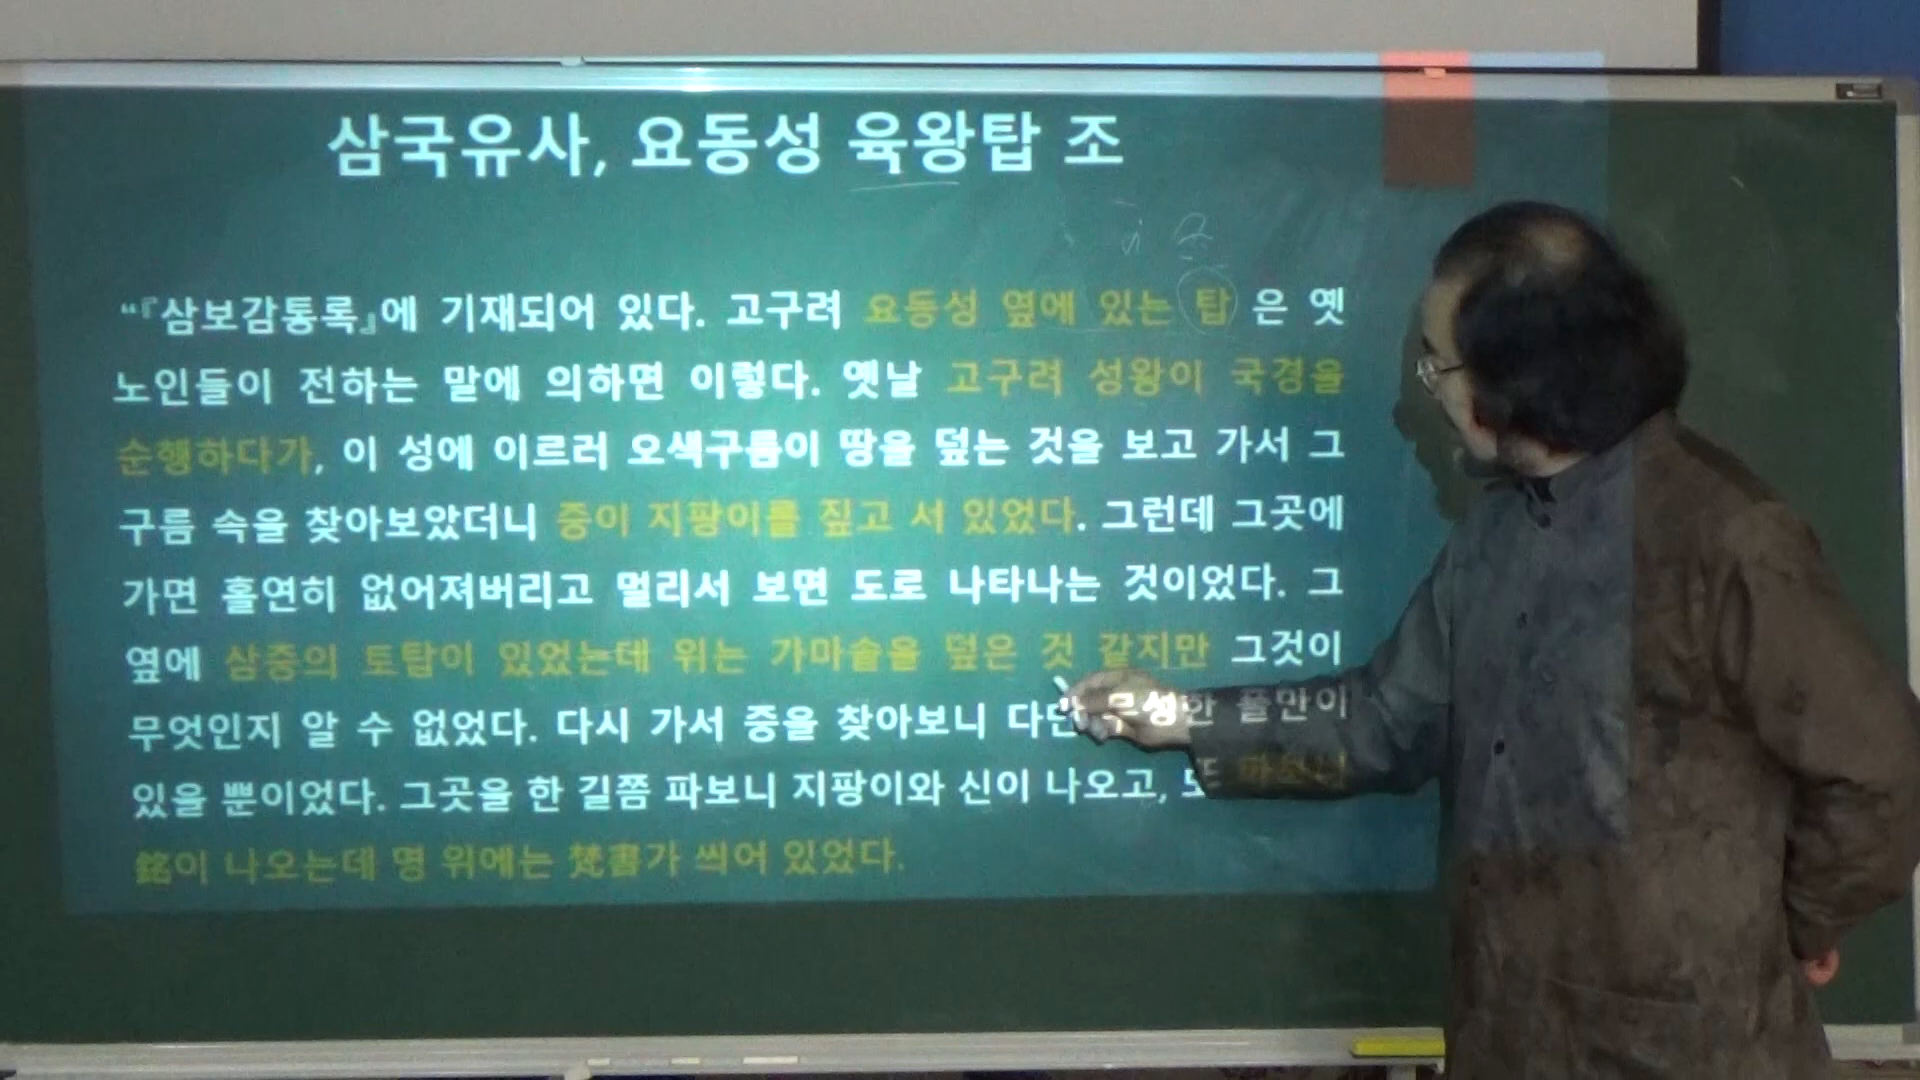 삼국유사, 요동성 육왕탑 조
“『삼보감통록』에 기재되어 있다. 고구려 요동성 옆에 있는 탑 은 옛
노인들이 전하는 말에 의하면 이렇다. 옛날 고구려 성왕이 국경을
순행하다가, 이 성에 이르러 오색구름이 땅을 덮는 것을 보고 가서 그
구름 속을 찾아보았더니 중이 지팡이를 짚고 서 있었다. 그런데 그곳에
가면 홀연히 없어져버리고 멀리서 보면 도로 나타나는 것이었다. 그
옆에 삼중의 토탑이 있었는데 위는 가마솥을 덮은 것 같지만 그것이
무엇인지 알 수 없었다. 다시 가서 중을 찾아보니 다만 무성한 풀만이
있을 뿐이었다. 그곳을 한 길쯤 파보니 지팡이와 신이 나오고, 또 파보니
銘이 나오는데 명 위에는 梵書가 씌어 있었다.